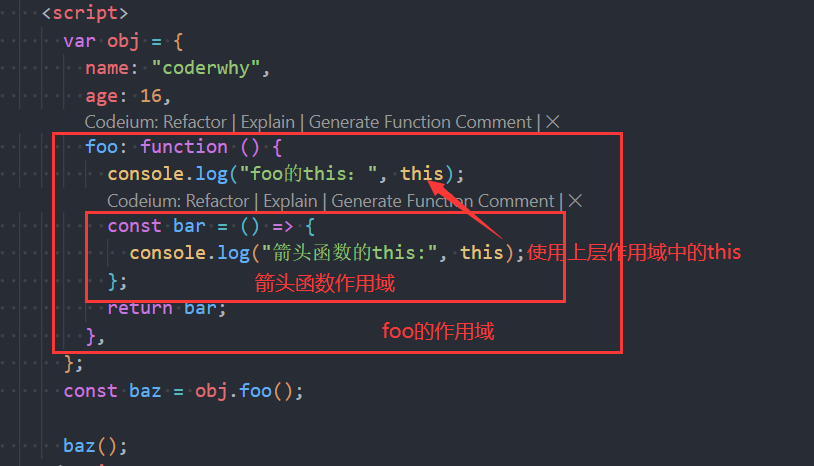 <script>
var obj = {
name: "coderwhy",
age: 16,
Codeium: Refactor | Explain | Generate Function Comment | ×
foo: function () {
console.log("foo的this: ", this);
Codeium: Refactor | Explain | Generate Function Comment | ×
const bar = () => {
console.log("箭头函数的this:", this);使用上层作用域中的this
};
箭头函数作用域
return bar;
foo的作用域
},
};
const baz = obj.foo();
baz();